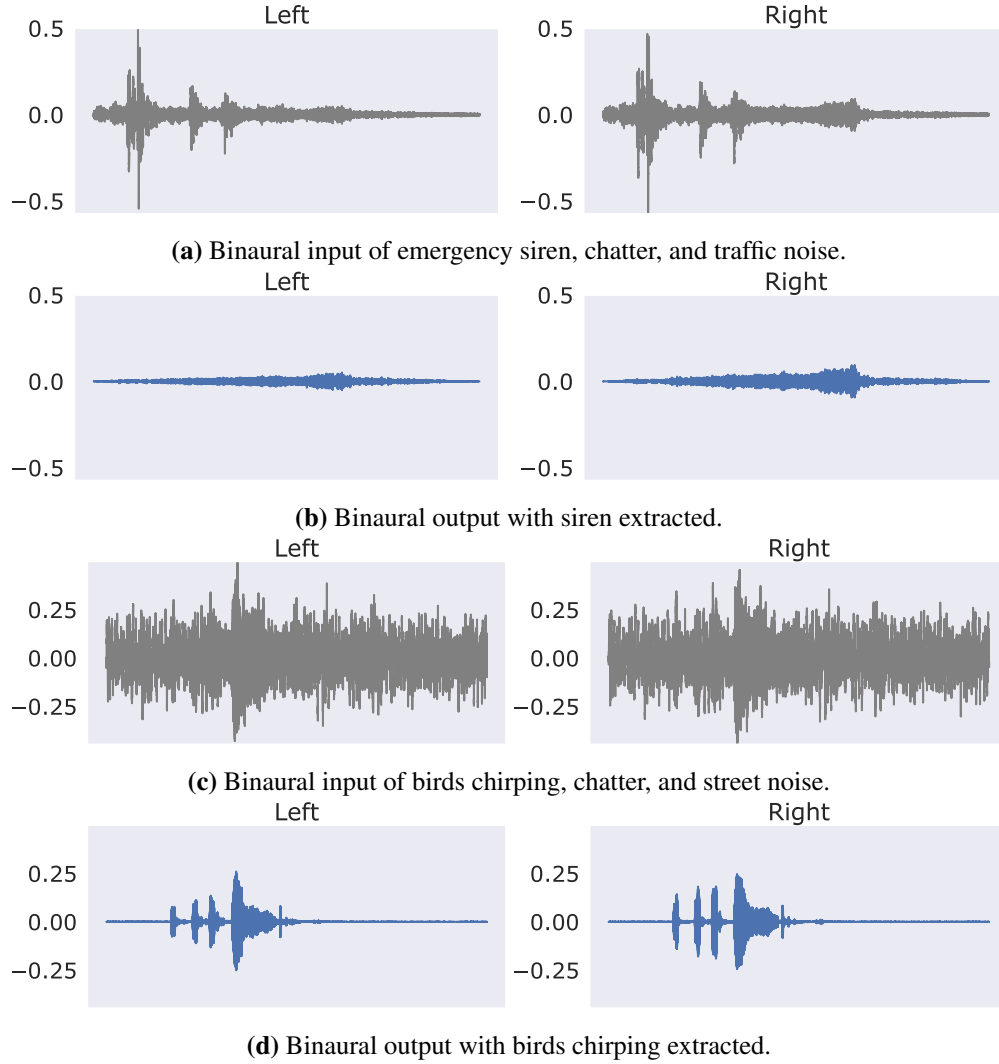 Left Right
0.5
0.0 0.0
−0.5 −0.5
(a) Binaural input of emergency siren, chatter, and traffic noise.
Left Right
0.5 0.5
0.0 0.0
−0.5 −0.5
(b) Binaural output with siren extracted.
Left Right
0.25 0.25
0.00 0.00
−0.25 −0.25
(c) Binaural input of birds chirping, chatter, and street noise.
Left Right
0.25 0.25
0.00 0.00
−0.25 −0.25
(d) Binaural output with birds chirping extracted.